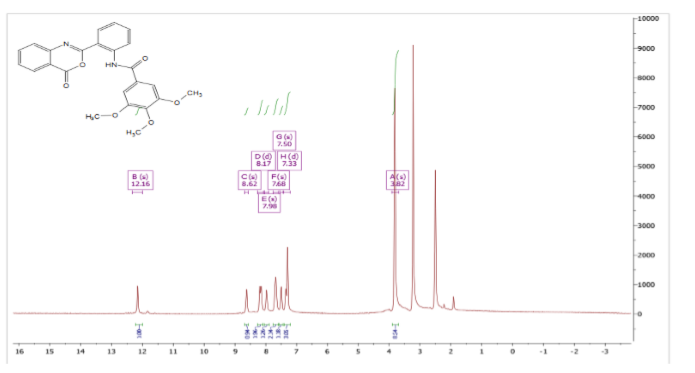 10000
9000
8000
7000
6000
5000
4000
3000
2000
1000
0
N
O
O
HN
O
O
CH₃
O
H₃C
O
H₃C
G (s)
7.50
D (d)
8.17
H (d)
7.33
B (s)
12.16
C (s)
8.62
F (s)
7.68
A (s)
3.82
E (s)
7.98
16 15 14 13 12 11 10 9 8 7 6 5 4 3 2 1 0 -1 -2 -3